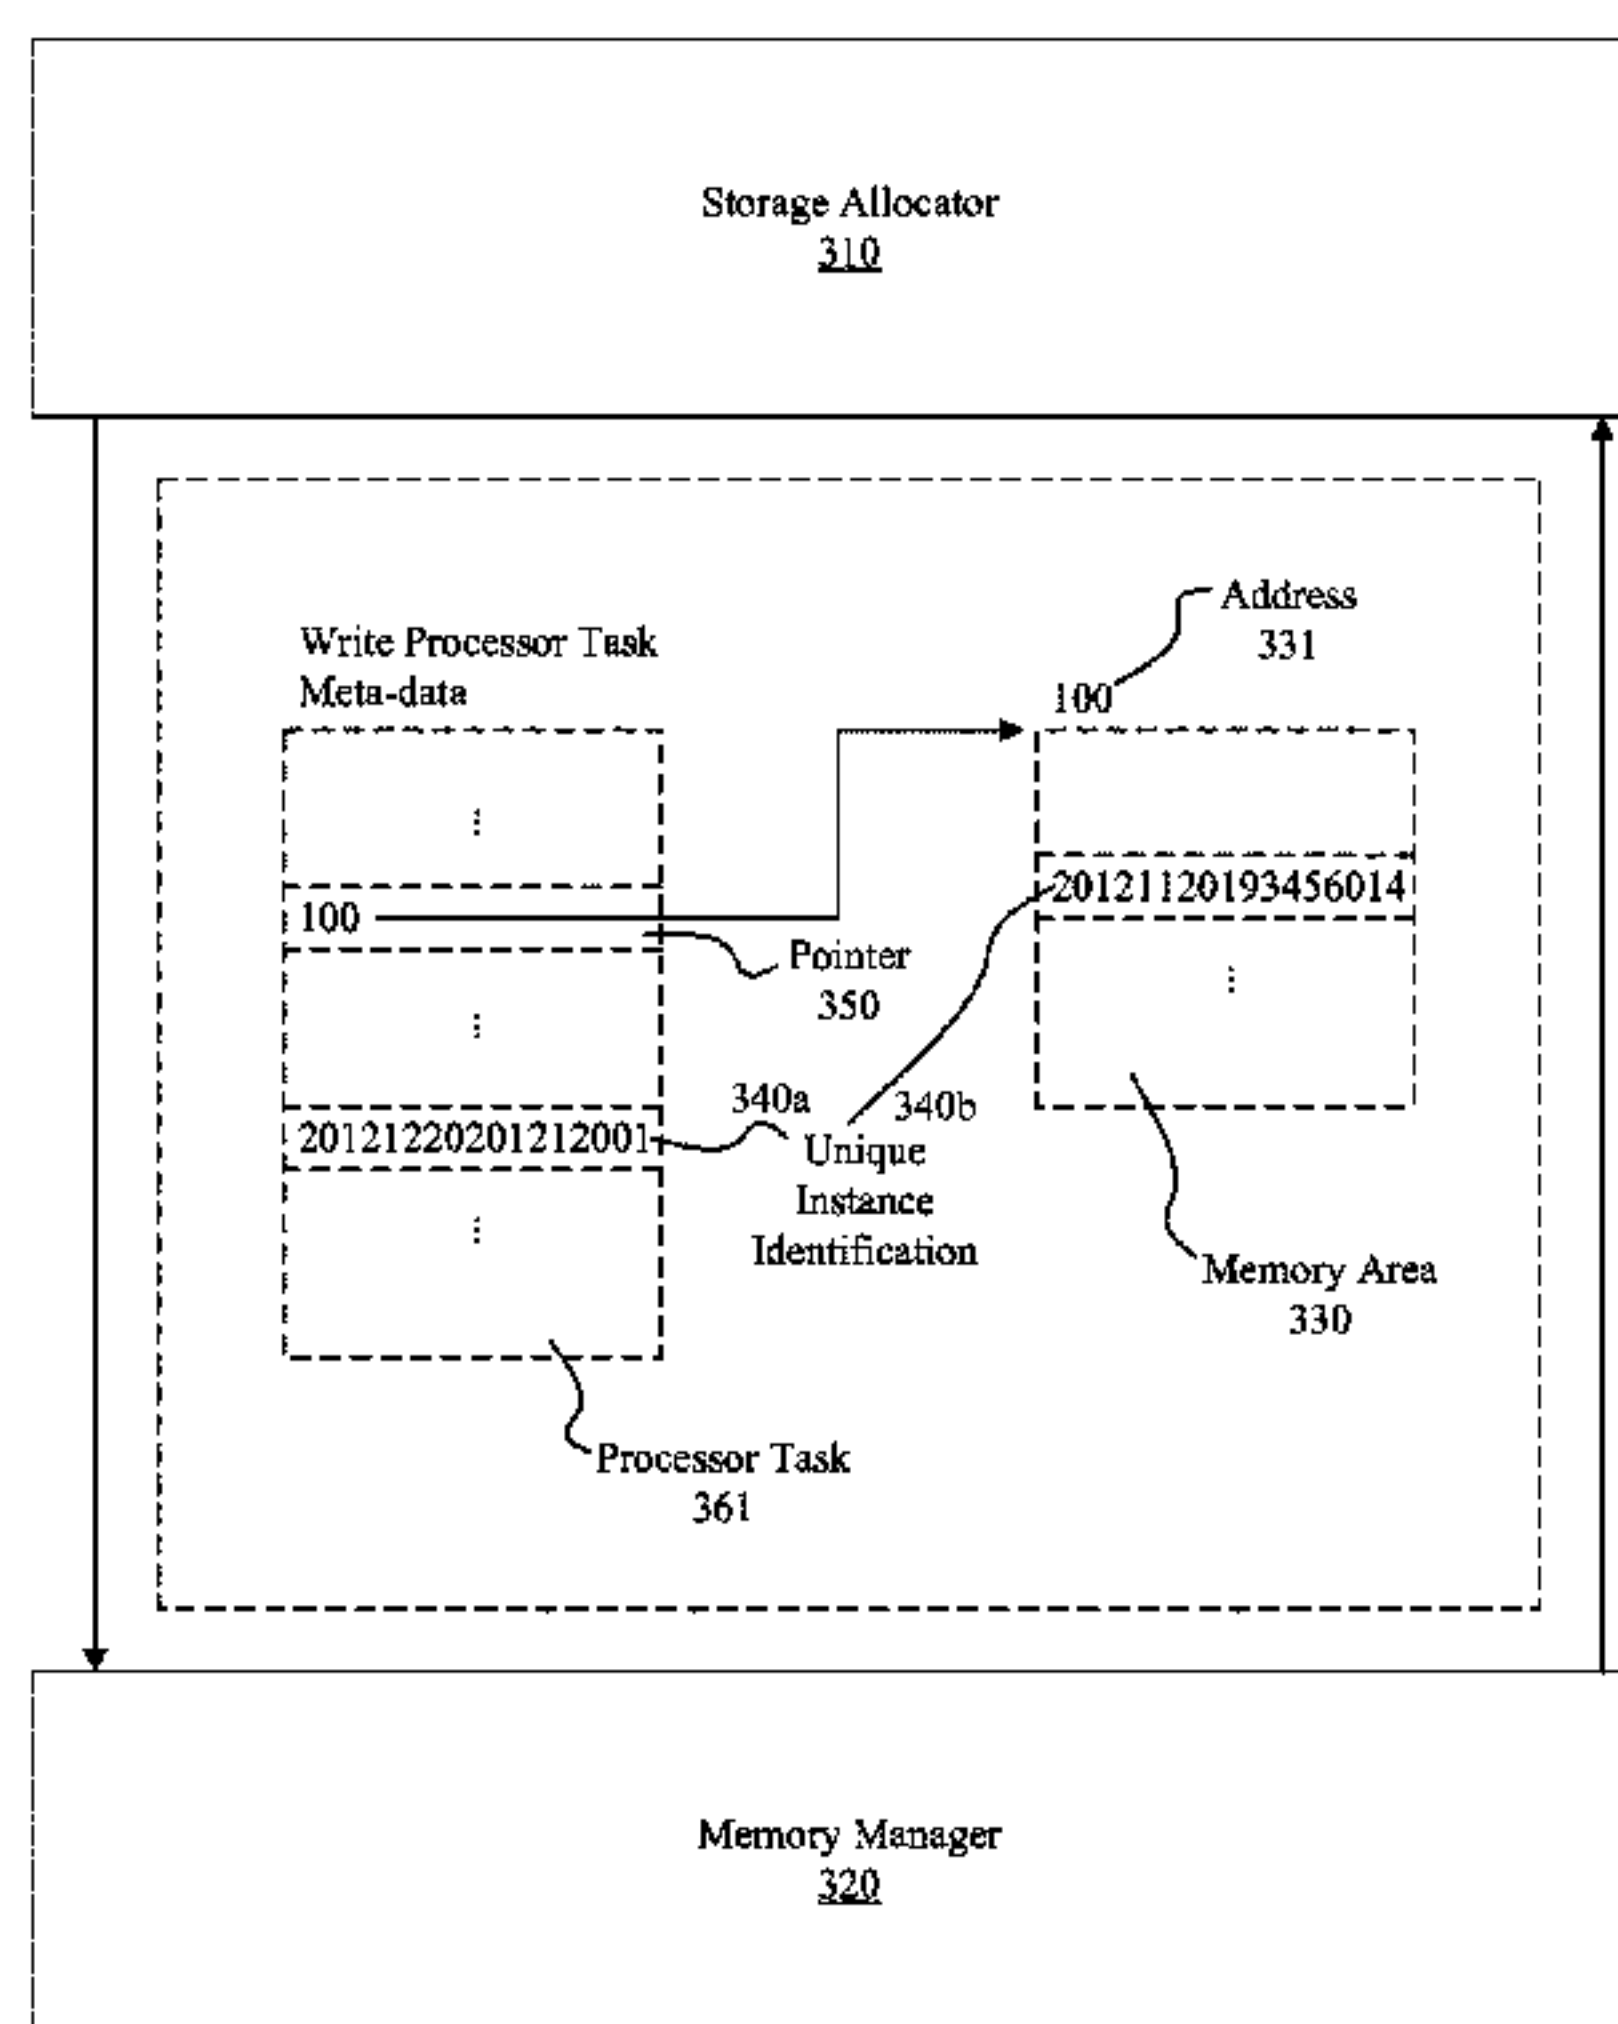 Storage Allocator
310
Address
331
Write Processor Task
Meta-data
100
100
20121120193456014
Pointer
350
340a
340b
20121220201212001
Unique
Instance
Identification
Memory Area
330
Processor Task
361
Memory Manager
320